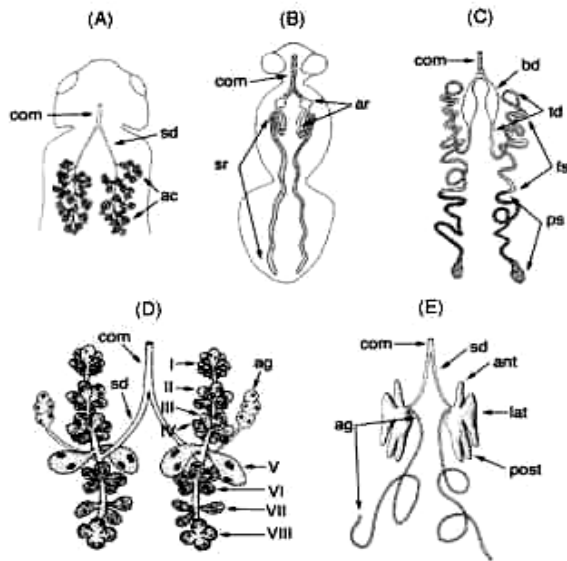 (A)
com
sd
ac
(B)
com
ar
sr
(C)
com
bd
td
fs
ps
(D)
com
sd
I
II
III
IV
ag
V
VI
VII
VIII
(E)
com
sd
ant
lat
ag
post